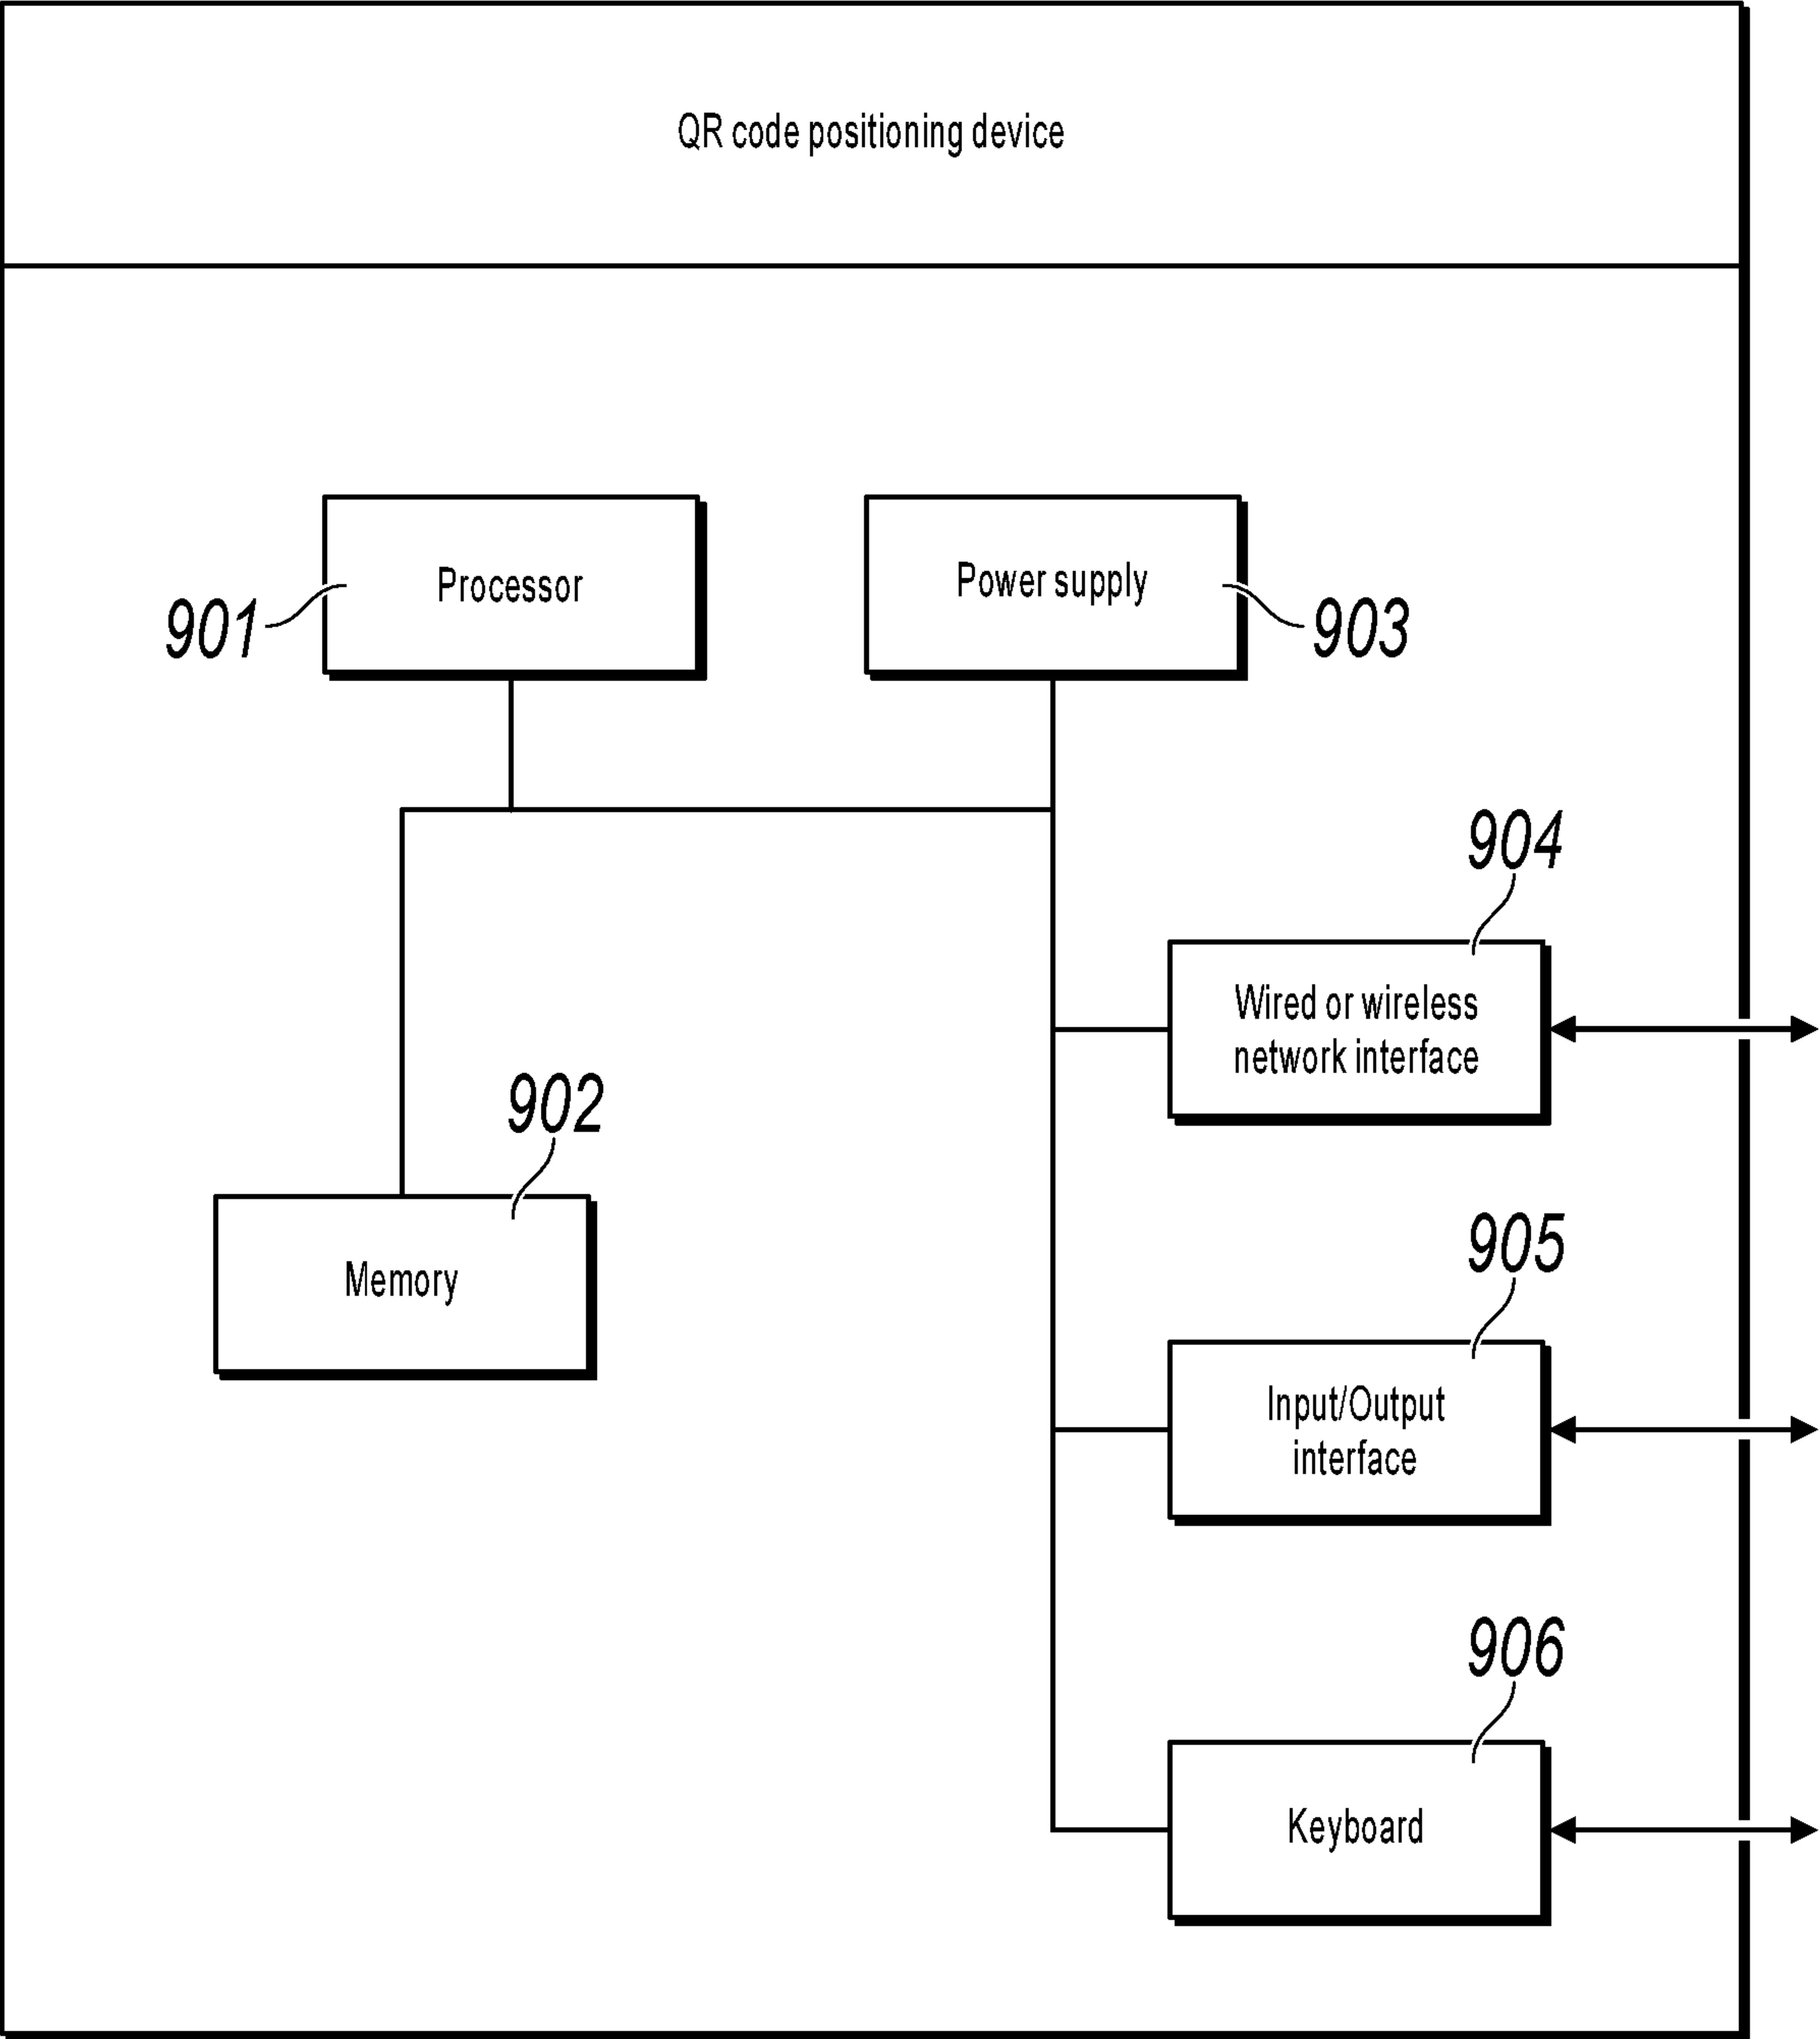 QR code positioning device
Processor
Power supply
901
903
904
Wired or wireless
network interface
902
Memory
905
Input/Output
interface
906
Keyboard